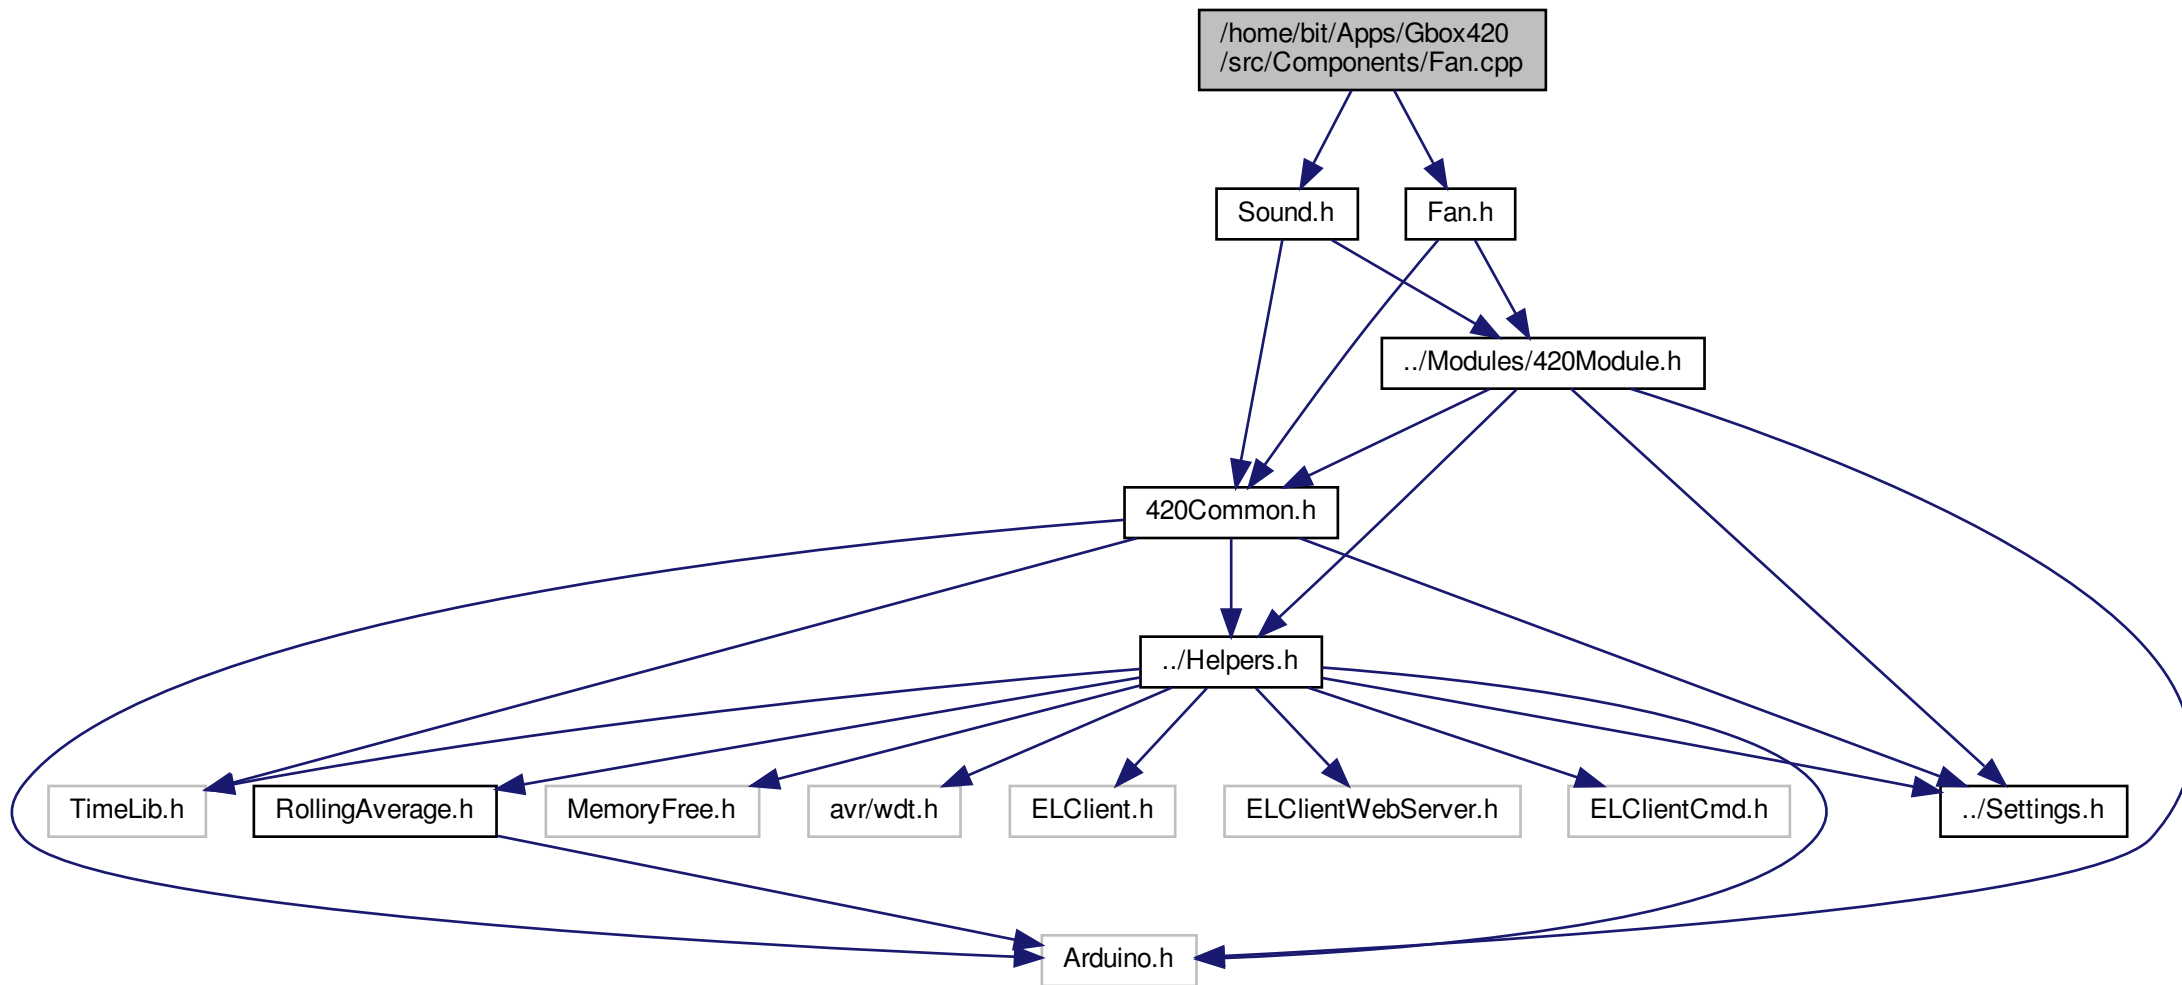 /home/bit/Apps/Gbox420
/src/Components/Fan.cpp
Sound.h
Fan.h
../Modules/420Module.h
420Common.h
../Helpers.h
TimeLib.h
RollingAverage.h
MemoryFree.h
avr/wdt.h
ELClient.h
ELClientWebServer.h
ELClientCmd.h
../Settings.h
Arduino.h